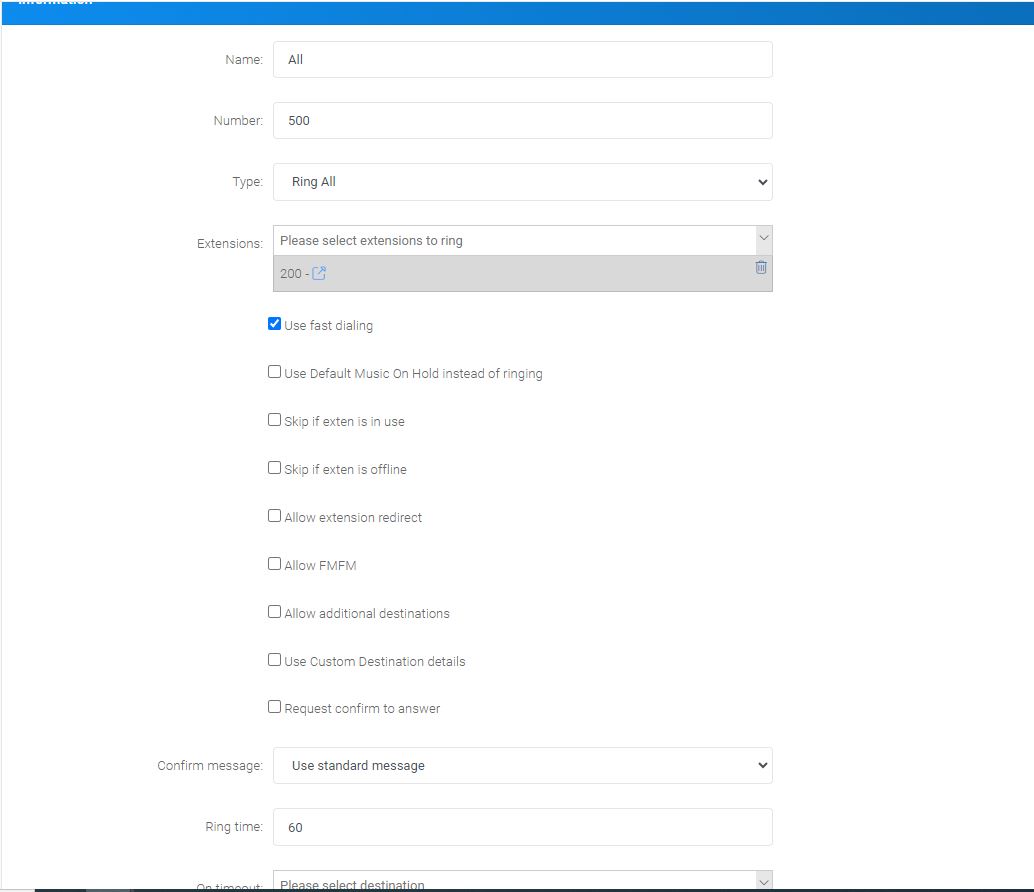 Information
Name: All
Number: 500
Type: Ring All
Extensions: Please select extensions to ring
200 -
Use fast dialing
Use Default Music On Hold instead of ringing
Skip if exten is in use
Skip if exten is offline
Allow extension redirect
Allow FMFM
Allow additional destinations
Use Custom Destination details
Request confirm to answer
Confirm message: Use standard message
Ring time: 60
On timeout: Please select destination